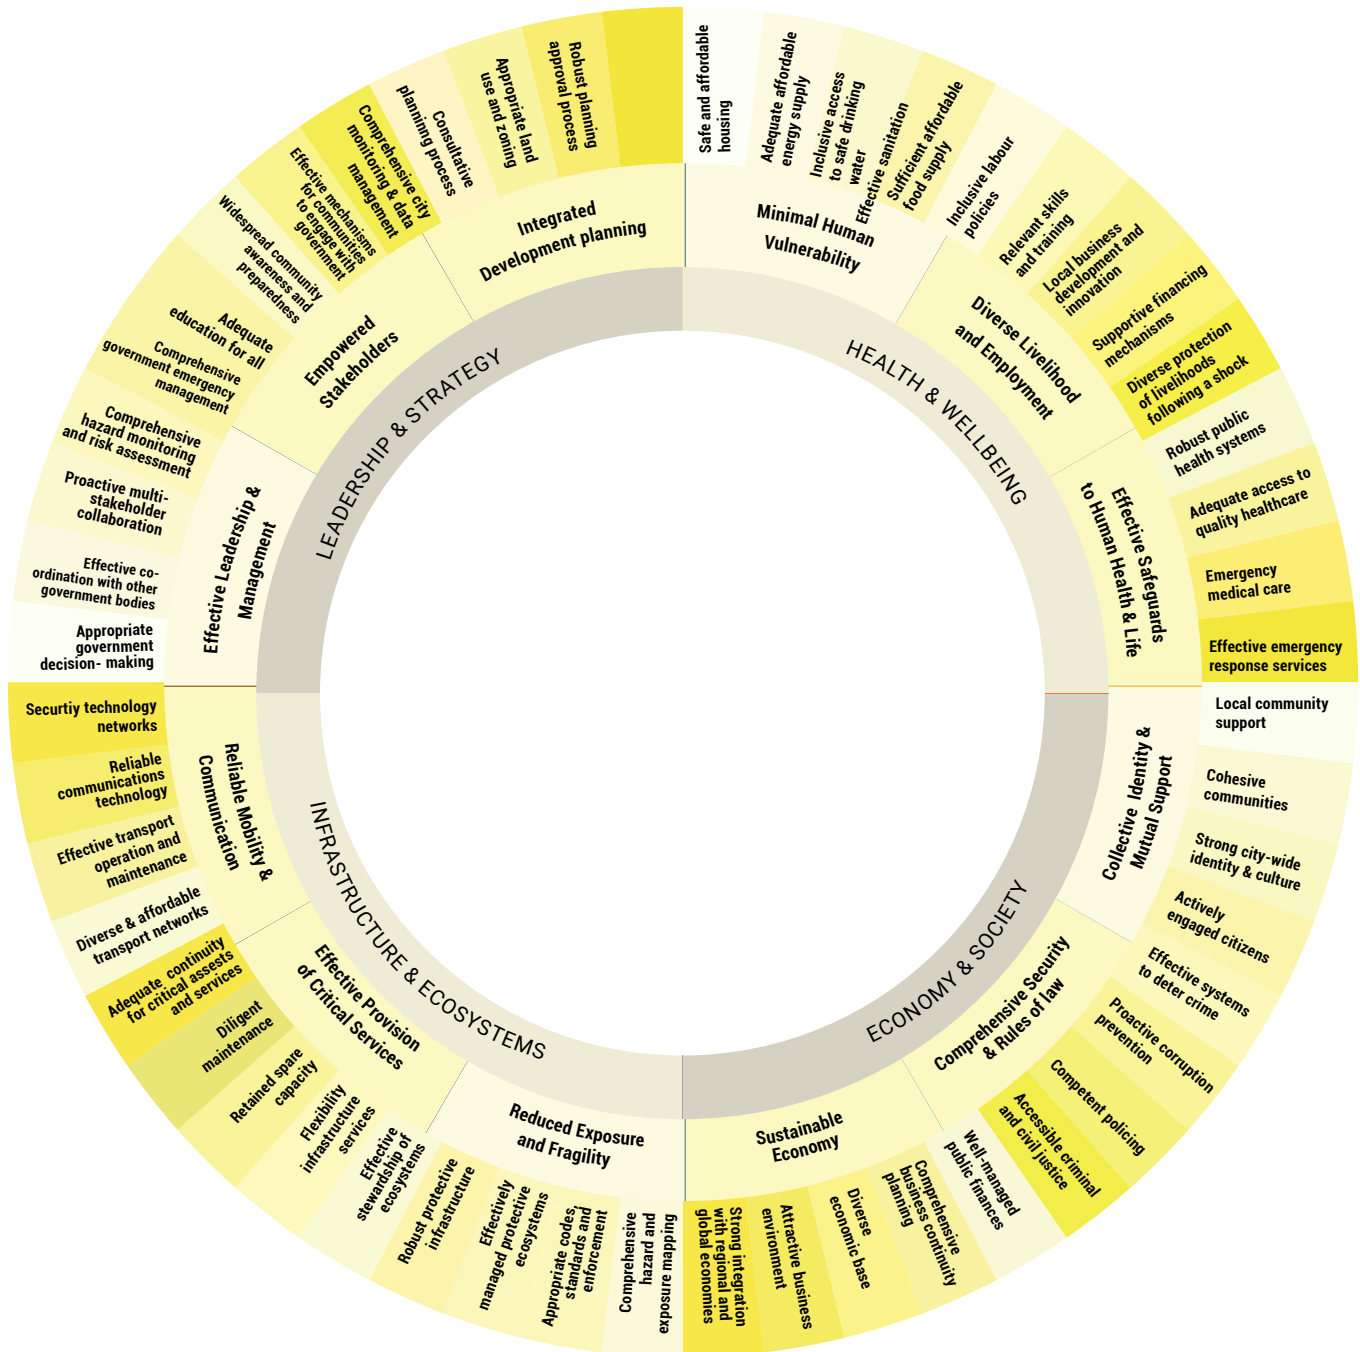 HEALTH & WELLBEING
Minimal Human
Vulnerability
Safe and affordable
housing
Adequate affordable
energy supply
Inclusive access
to safe drinking
water
Effective sanitation
Sufficient affordable
food supply
Diverse Livelihood
and Employment
Inclusive labour
policies
Relevant skills
and training
Local business
development and
innovation
Supportive financing
mechanisms
Diverse protection
of livelihoods
following a shock
Effective Safeguards
to Human Health & Life
Robust public
health systems
Adequate access to
quality healthcare
Emergency
medical care
Effective emergency
response services
ECONOMY & SOCIETY
Collective Identity &
Mutual Support
Local community
support
Cohesive
communities
Strong city-wide
identity & culture
Actively
engaged citizens
Comprehensive Security
& Rules of law
Effective systems
to deter crime
Proactive corruption
prevention
Competent policing
Accessible criminal
and civil justice
Sustainable
Economy
Well-managed
public finances
Comprehensive
business continuity
planning
Diverse
economic base
Attractive business
environment
Strong integration
with regional and
global economies
INFRASTRUCTURE & ECOSYSTEMS
Reduced Exposure
and Fragility
Comprehensive
hazard and
exposure mapping
Appropriate codes,
standards and
enforcement
Effectively
managed protective
ecosystems
Robust protective
infrastructure
Effective Provision
of Critical Services
Effective
stewardship of
ecosystems
Flexibility
infrastructure
services
Retained spare
capacity
Diligent
maintenance
Adequate continuity
for critical assests
and services
Reliable Mobility &
Communication
Diverse & affordable
transport networks
Effective transport
operation and
maintenance
Reliable
communications
technology
Securtiy technology
networks
LEADERSHIP & STRATEGY
Effective Leadership &
Management
Appropriate
government
decision- making
Effective co-
ordination with other
government bodies
Proactive multi-
stakeholder
collaboration
Comprehensive
hazard monitoring
and risk assessment
Comprehensive
government emergency
management
Empowered
Stakeholders
Adequate
education for all
Widespread community
awareness and
preparedness
Effective mechanisms
for communities
to engage with
government
Integrated
Development planning
Comprehensive city
monitoring & data
management
Consultative
planninng process
Appropriate land
use and zoning
Robust planning
approval process